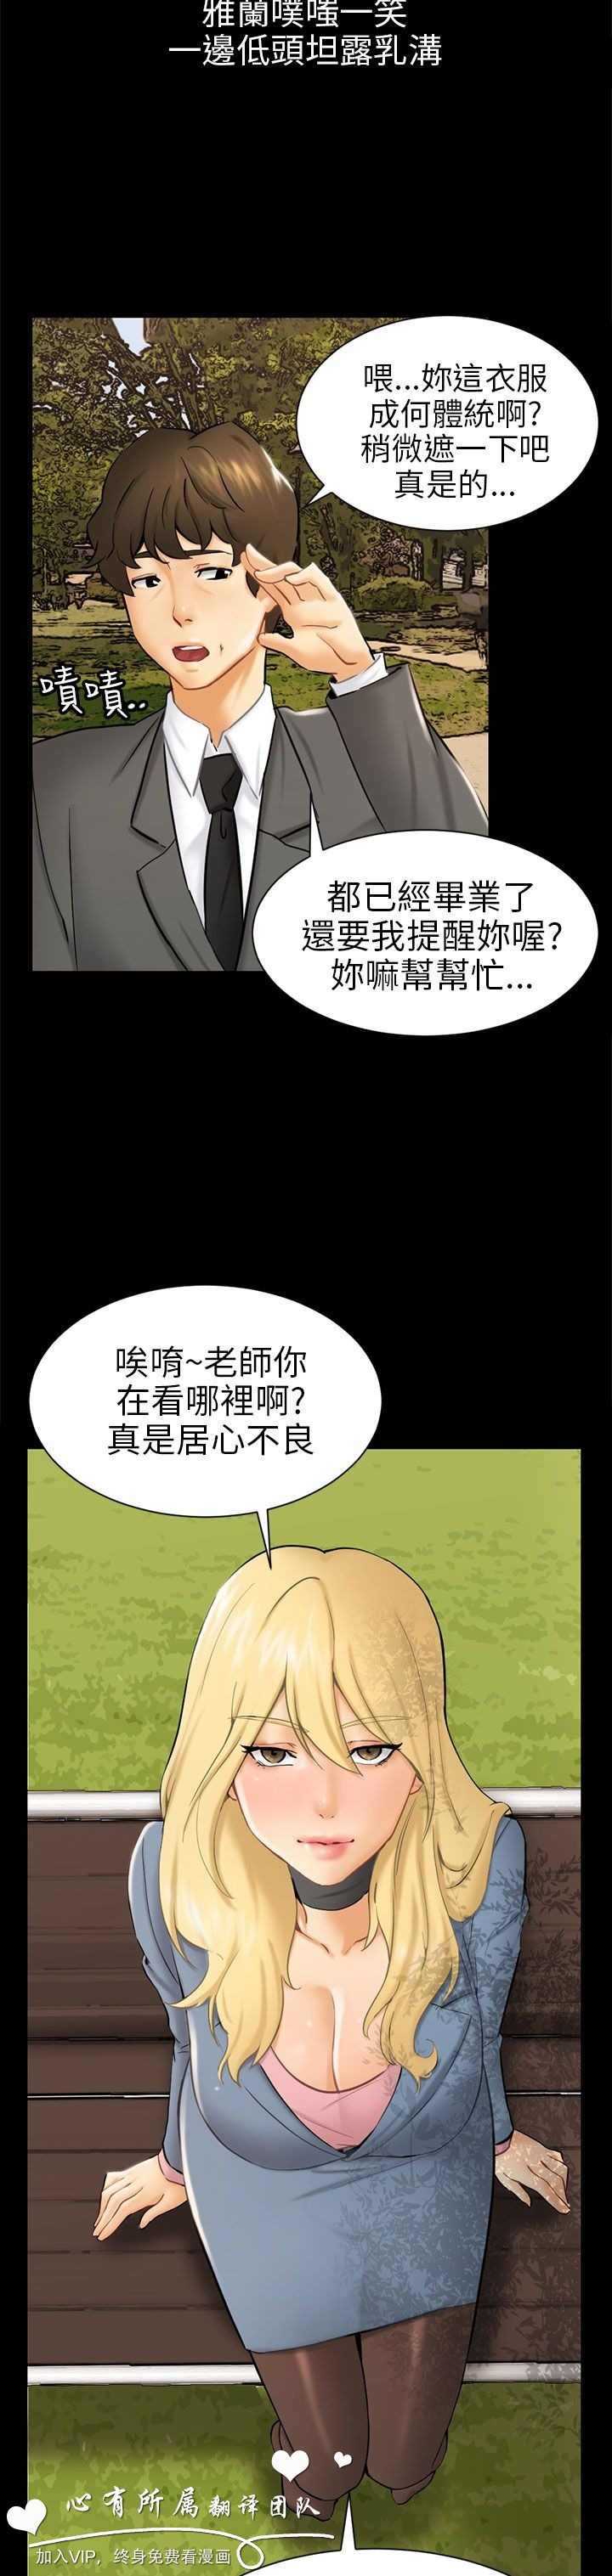 雅蘭噗嗤一笑
一邊低頭坦露乳溝
喂...妳這衣服
成何體統啊?
稍微遮一下吧
真是的...
嘖嘖..
都已經畢業了
還要我提醒妳喔?
妳嘛幫幫忙...
唉唷~老師你
在看哪裡啊?
真是居心不良
心有所属翻译团队
加入VIP，终身免费看漫画